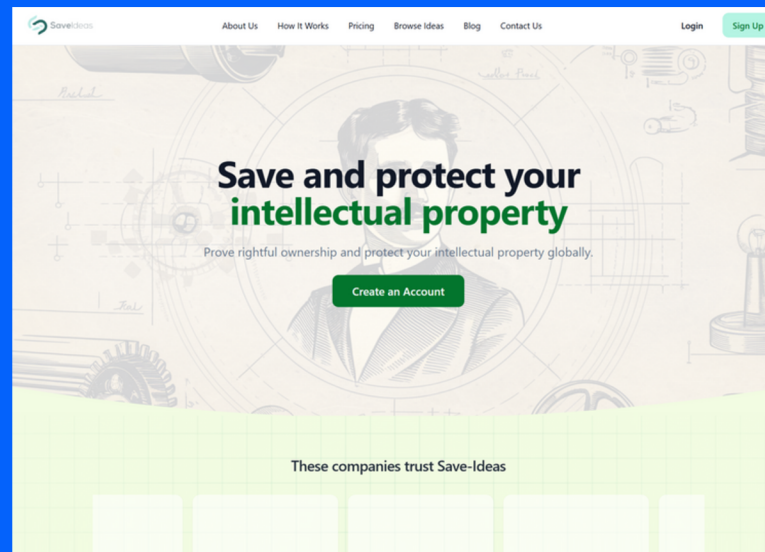 SaveIdeas
About Us
How It Works
Pricing
Browse Ideas
Blog
Contact Us
Login
Sign Up
Save and protect your
intellectual property
Prove rightful ownership and protect your intellectual property globally.
Create an Account
These companies trust Save-Ideas